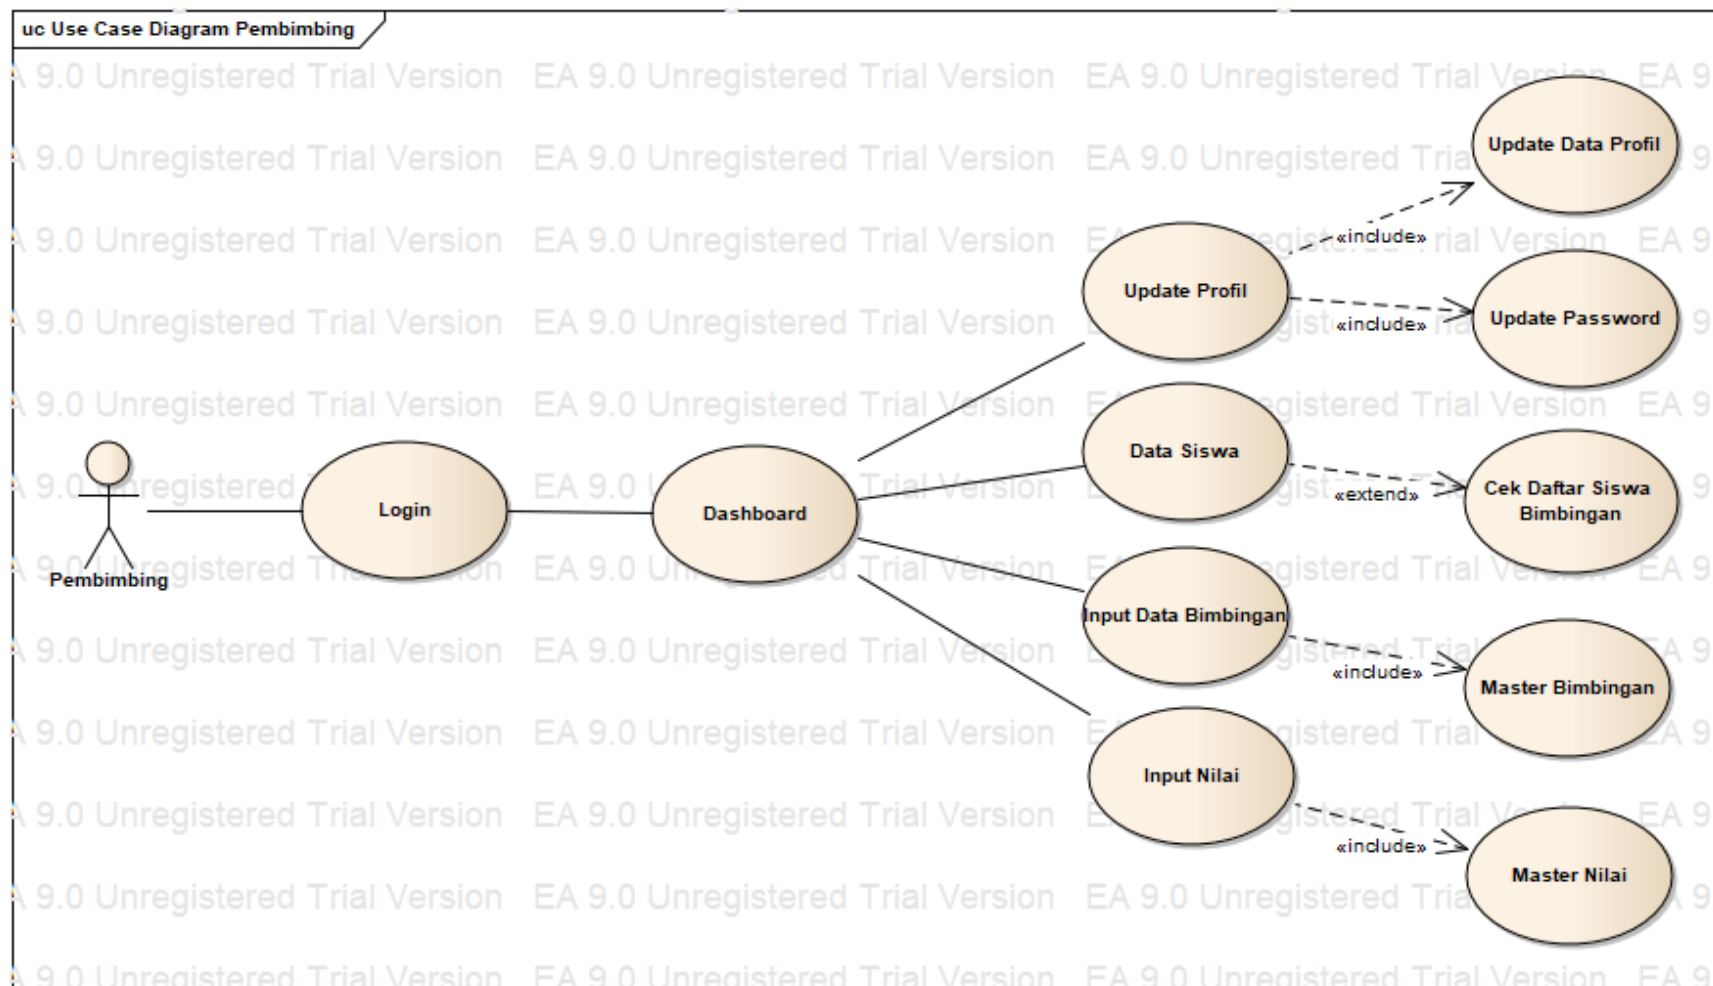 uc Use Case Diagram Pembimbing
EA 9.0 Unregistered Trial Version
Update Data Profil
«include»
Update Profil
«include»
Update Password
Data Siswa
«extend»
Cek Daftar Siswa
Bimbingan
Login
Dashboard
Pembimbing
Input Data Bimbingan
«include»
Master Bimbingan
Input Nilai
«include»
Master Nilai